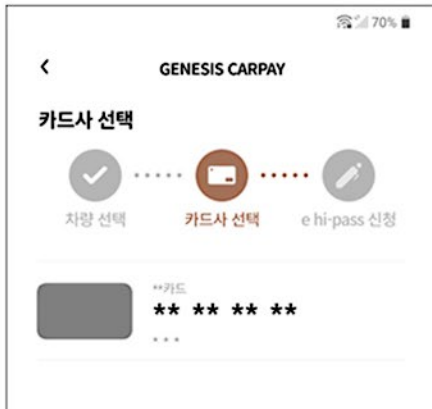 70%
GENESIS CARPAY
카드사 선택
차량 선택
카드사 선택
e hi-pass 신청
**카드
** ** ** **
***